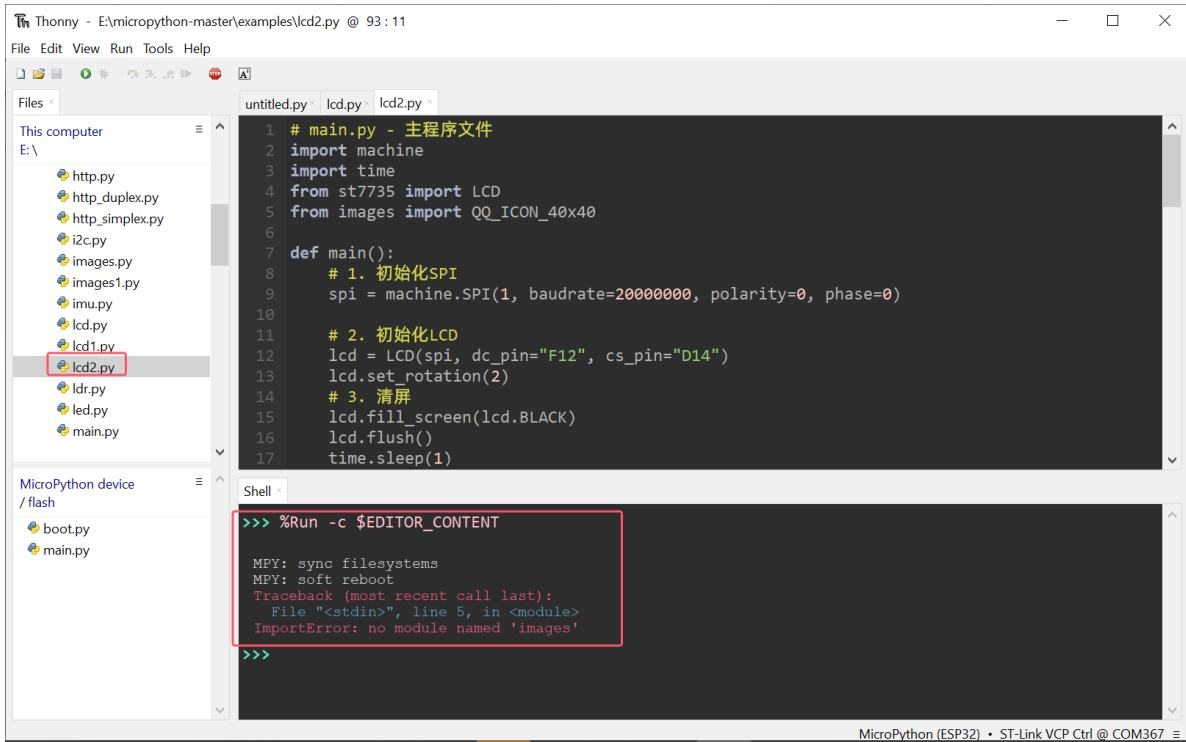 Thonny - E:\micropython-master\examples\lcd2.py @ 93 : 11
File Edit View Run Tools Help
Files
untitled.py lcd.py lcd2.py
This computer
E:\
http.py
http_duplex.py
http_simplex.py
i2c.py
images.py
images1.py
imu.py
lcd.py
lcd1.py
lcd2.py
ldr.py
led.py
main.py
MicroPython device
/ flash
boot.py
main.py
1 # main.py - 主程序文件
2 import machine
3 import time
4 from st7735 import LCD
5 from images import QQ_ICON_40x40
6
7 def main():
8 # 1. 初始化SPI
9 spi = machine.SPI(1, baudrate=20000000, polarity=0, phase=0)
10
11 # 2. 初始化LCD
12 lcd = LCD(spi, dc_pin="F12", cs_pin="D14")
13 lcd.set_rotation(2)
14 # 3. 清屏
15 lcd.fill_screen(lcd.BLACK)
16 lcd.flush()
17 time.sleep(1)
Shell
>>> %Run -c $EDITOR_CONTENT
MPY: sync filesystems
MPY: soft reboot
Traceback (most recent call last):
File "<stdin>", line 5, in <module>
ImportError: no module named 'images'
>>>
MicroPython (ESP32) • ST-Link VCP Ctrl @ COM367